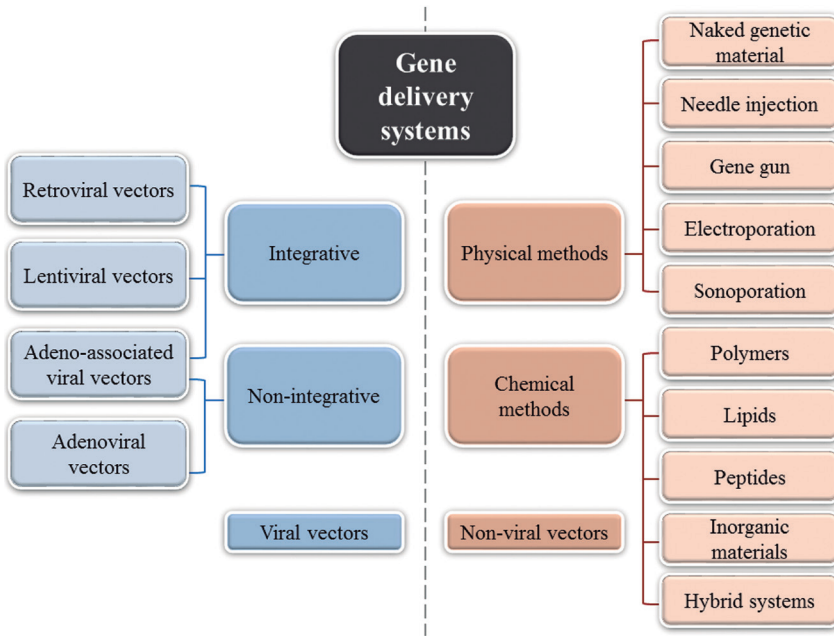 Gene
delivery
systems
Retroviral vectors
Lentiviral vectors
Adeno-associated
viral vectors
Adenoviral
vectors
Integrative
Non-integrative
Viral vectors
Physical methods
Chemical
methods
Non-viral vectors
Naked genetic
material
Needle injection
Gene gun
Electroporation
Sonoporation
Polymers
Lipids
Peptides
Inorganic
materials
Hybrid systems